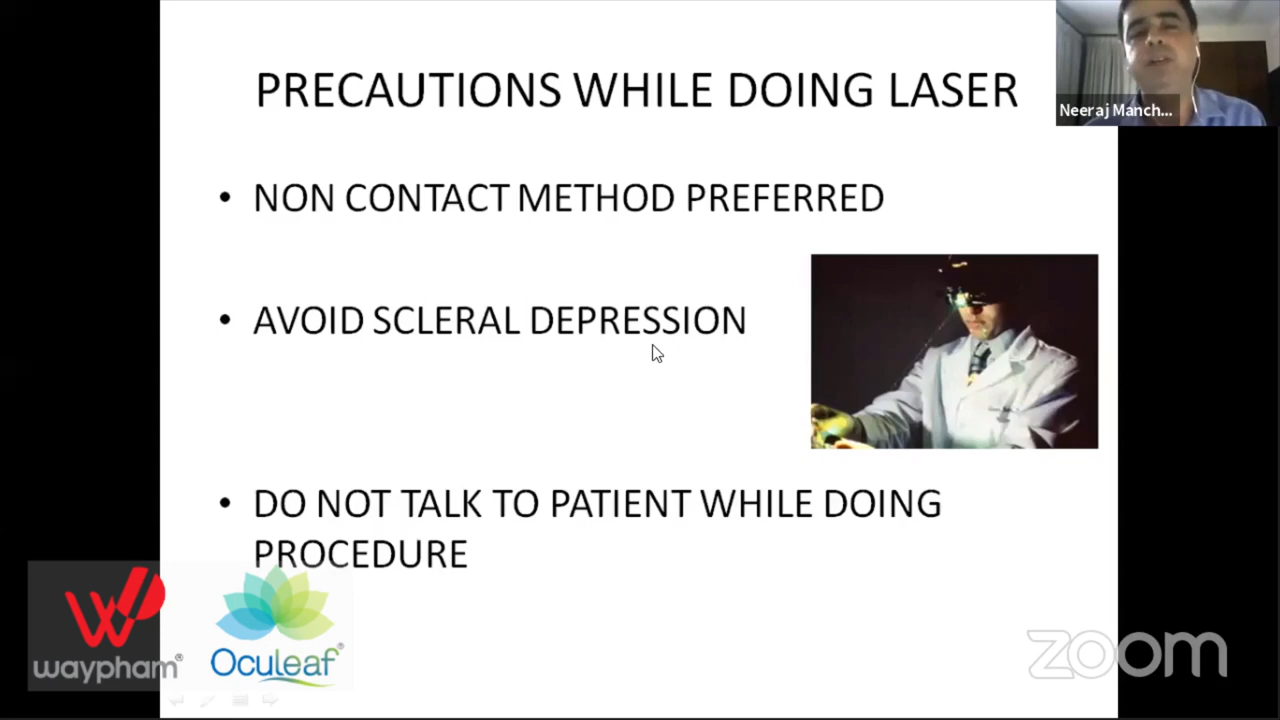 PRECAUTIONS WHILE DOING LASER
Neeraj Manch...
• NON CONTACT METHOD PREFERRED
• AVOID SCLERAL DEPRESSION
• DO NOT TALK TO PATIENT WHILE DOING
PROCEDURE
waypham®
Oculeaf®
zoom